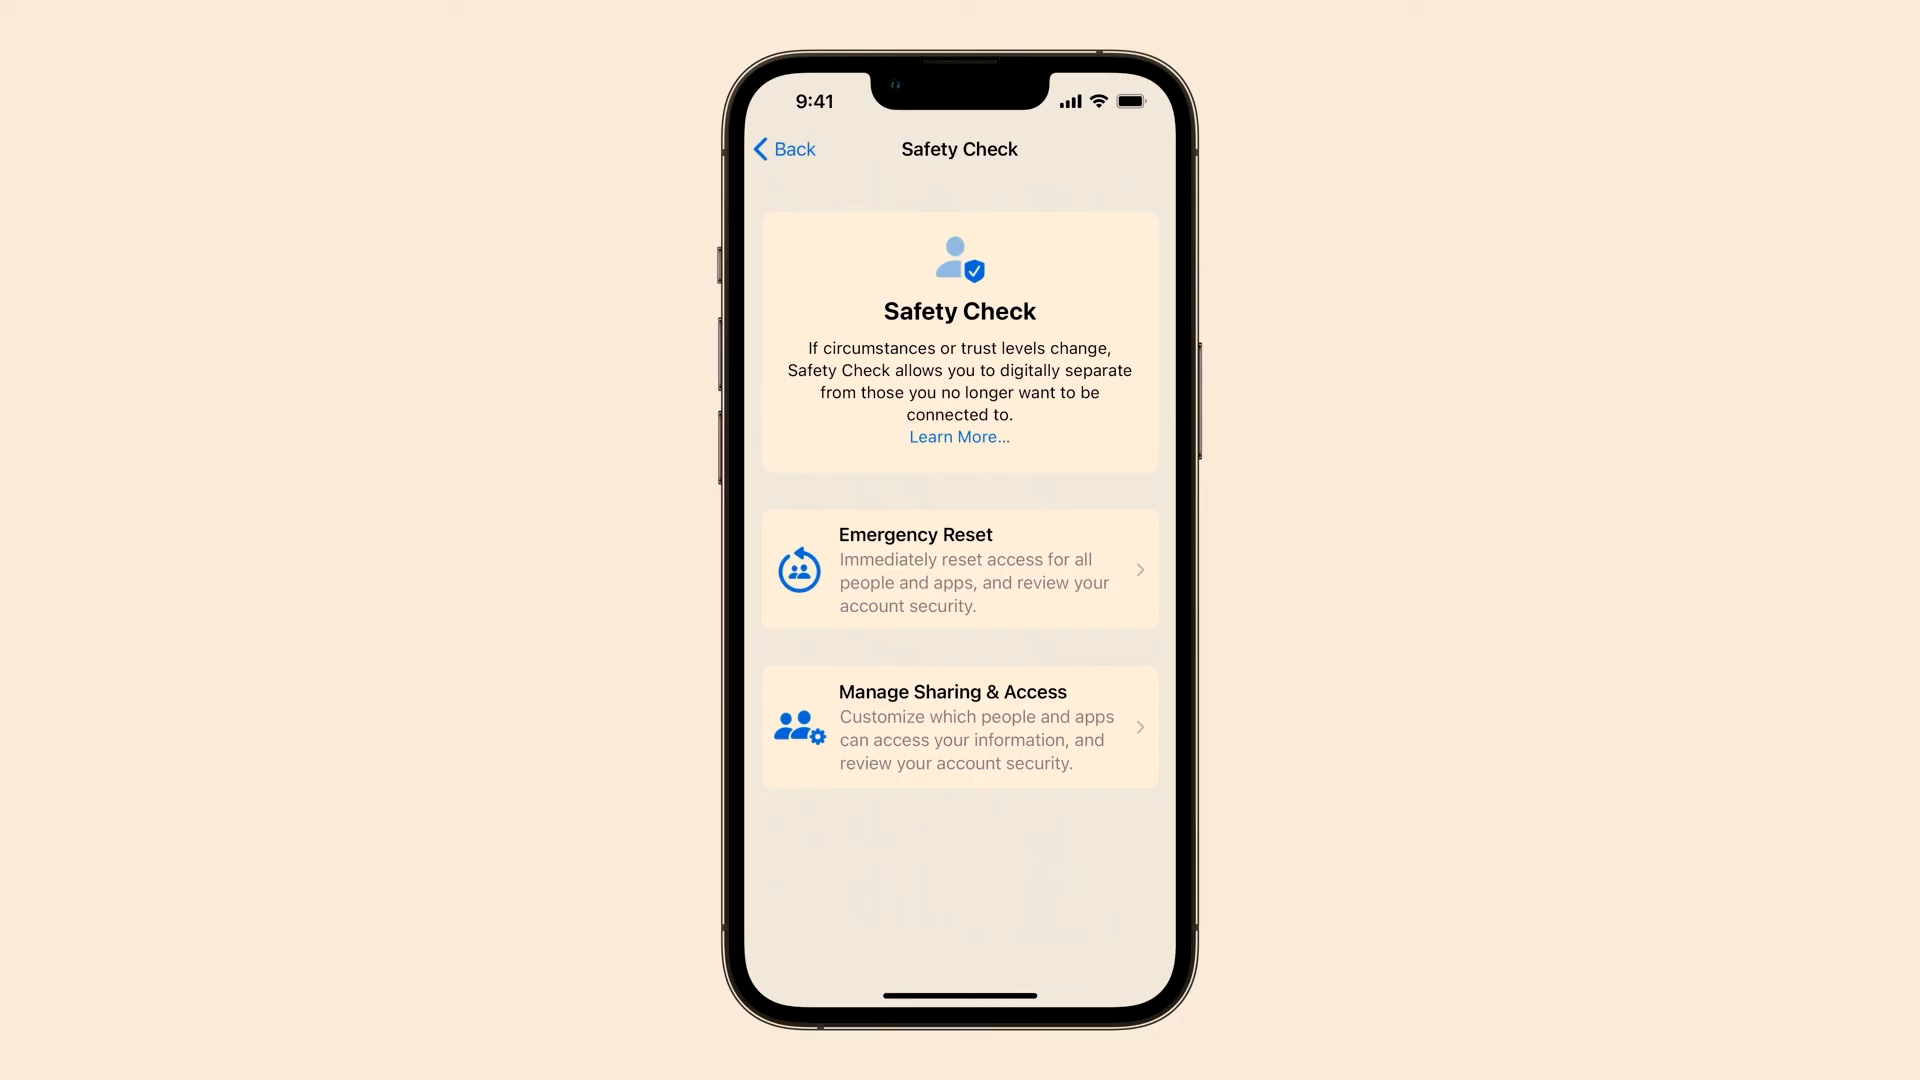 9:41
Back
Safety Check
Safety Check
If circumstances or trust levels change,
Safety Check allows you to digitally separate
from those you no longer want to be
connected to.
Learn More...
Emergency Reset
Immediately reset access for all
people and apps, and review your
account security.
Manage Sharing & Access
Customize which people and apps
can access your information, and
review your account security.